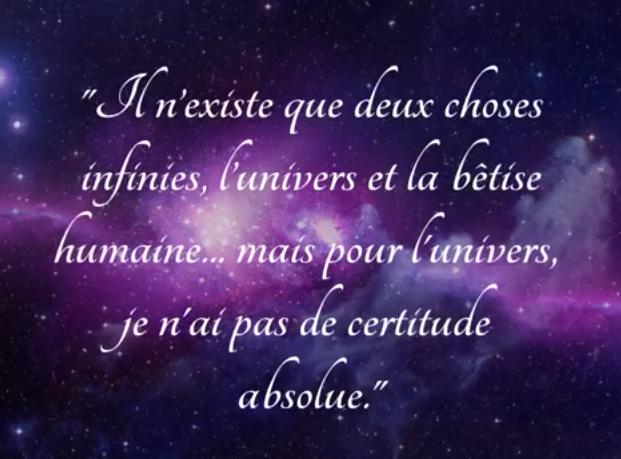 "Il n'existe que deux choses
infinies, l'univers et la bêtise
humaine... mais pour l'univers,
je n'ai pas de certitude
absolue."